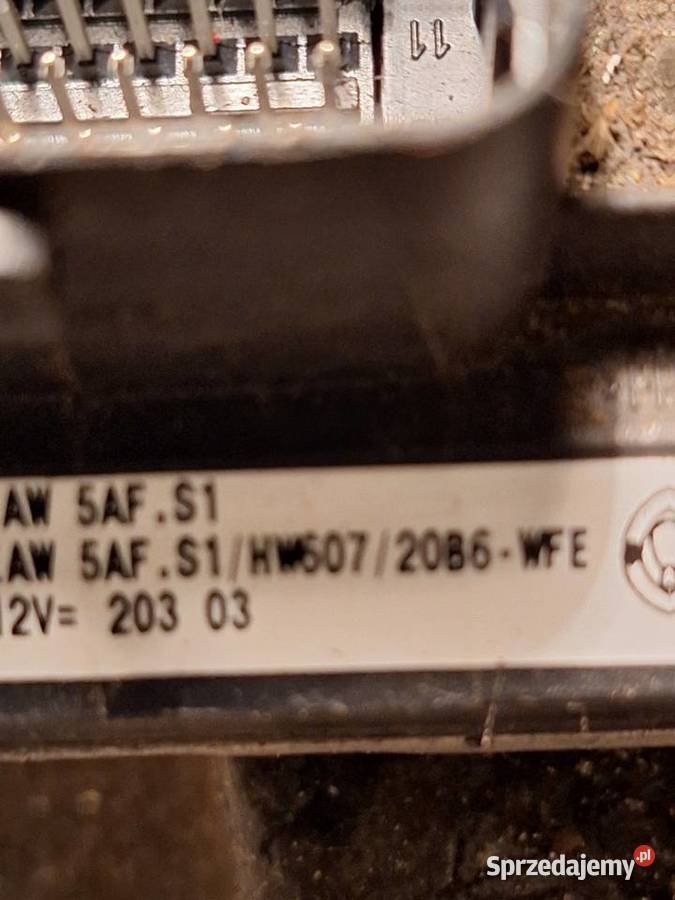 11
AW 5AF.S1
AW 5AF.S1/HW607/20B6-WFE
12V= 203 03
Sprzedajemy.pl